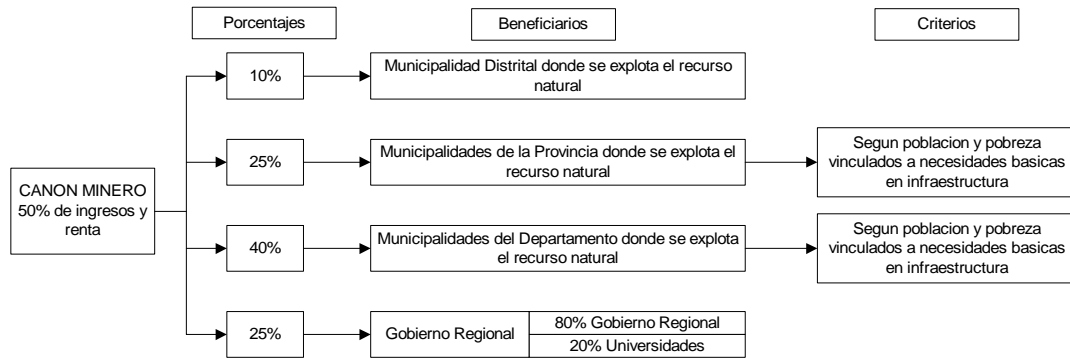 Porcentajes
Beneficiarios
Criterios
10%
Municipalidad Distrital donde se explota el recurso
natural
25%
Municipalidades de la Provincia donde se explota el
recurso natural
Segun poblacion y pobreza
vinculados a necesidades basicas
en infraestructura
CANON MINERO
50% de ingresos y
renta
40%
Municipalidades del Departamento donde se explota
el recurso natural
Segun poblacion y pobreza
vinculados a necesidades basicas
en infraestructura
25%
Gobierno Regional
80% Gobierno Regional
20% Universidades